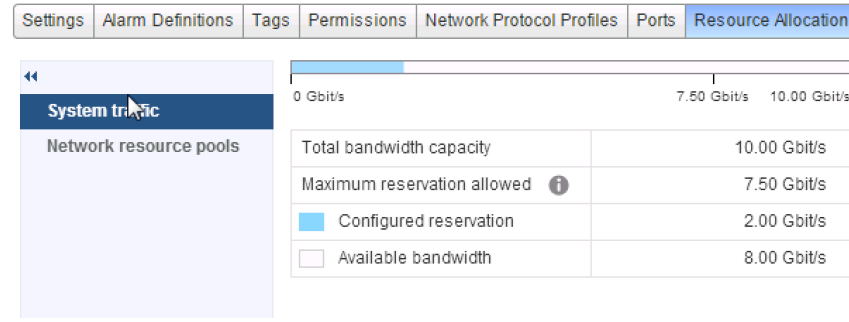 Settings Alarm Definitions Tags Permissions Network Protocol Profiles Ports Resource Allocation
System traffic
Network resource pools
0 Gbit/s 7.50 Gbit/s 10.00 Gbit/s
Total bandwidth capacity 10.00 Gbit/s
Maximum reservation allowed 7.50 Gbit/s
Configured reservation 2.00 Gbit/s
Available bandwidth 8.00 Gbit/s